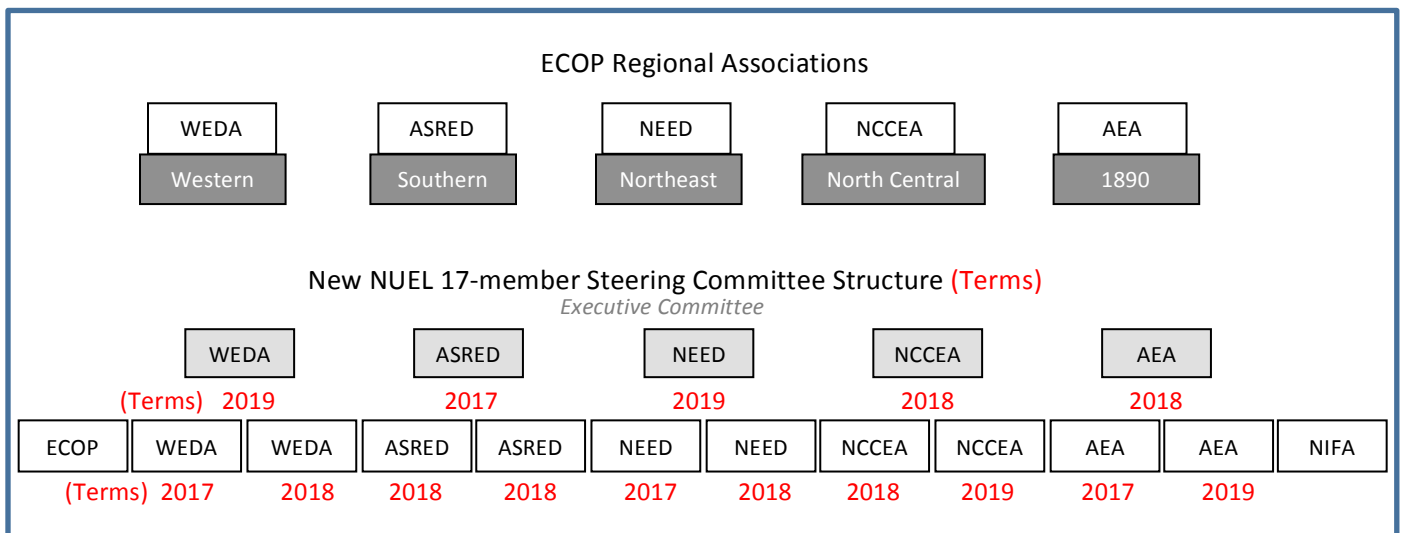 ECOP Regional Associations
WEDA ASRED NEED NCCEA AEA
Western Southern Northeast North Central 1890
New NUEL 17-member Steering Committee Structure (Terms)
Executive Committee
WEDA ASRED NEED NCCEA AEA
(Terms) 2019 2017 2019 2018 2018
ECOP WEDA WEDA ASRED ASRED NEED NEED NCCEA NCCEA AEA AEA NIFA
(Terms) 2017 2018 2018 2018 2017 2018 2018 2019 2017 2019